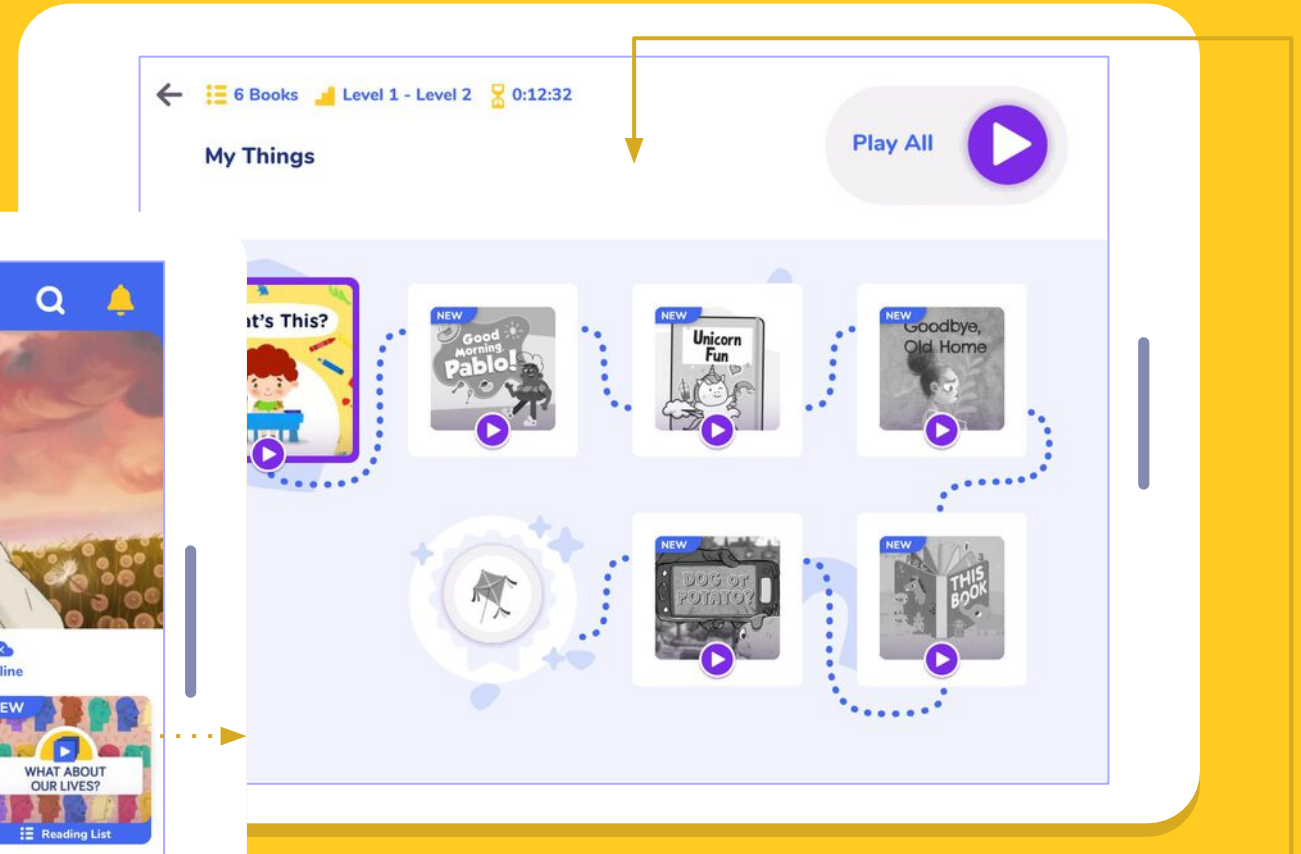 6 Books
Level 1 - Level 2
0:12:32
My Things
Play All
t's This?
NEW
Good
Morning
Pablo!
NEW
Unicorn
Fun
NEW
Goodbye,
Old Home
NEW
DOG or
POTATO?
NEW
THIS
BOOK
line
EW
WHAT ABOUT
OUR LIVES?
Reading List